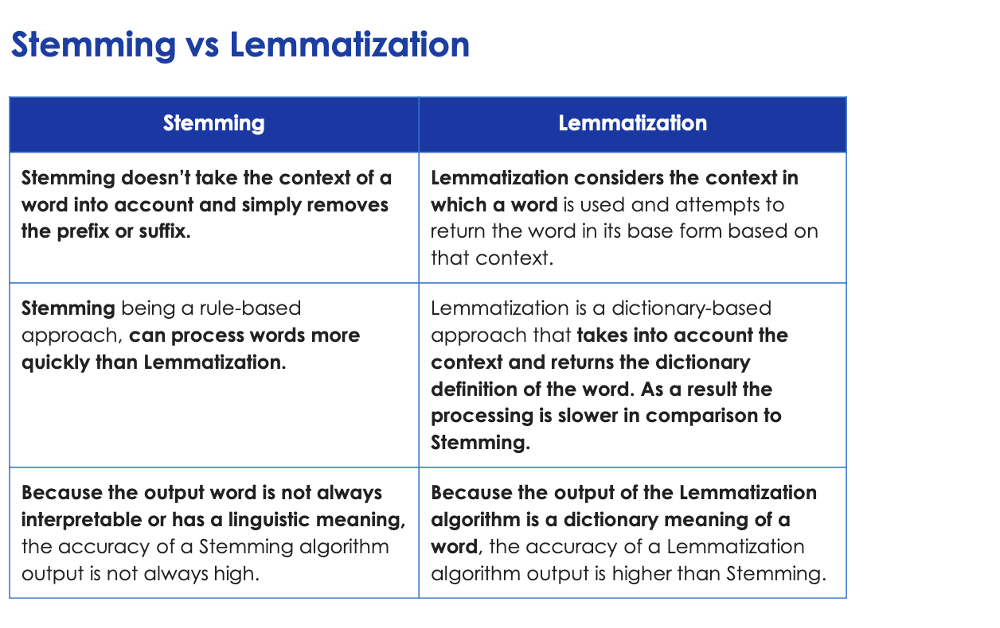 Stemming vs Lemmatization
Stemming
Lemmatization
Stemming doesn’t take the context of a
word into account and simply removes
the prefix or suffix.
Lemmatization considers the context in
which a word is used and attempts to
return the word in its base form based on
that context.
Stemming being a rule-based
approach, can process words more
quickly than Lemmatization.
Lemmatization is a dictionary-based
approach that takes into account the
context and returns the dictionary
definition of the word. As a result the
processing is slower in comparison to
Stemming.
Because the output word is not always
interpretable or has a linguistic meaning,
the accuracy of a Stemming algorithm
output is not always high.
Because the output of the Lemmatization
algorithm is a dictionary meaning of a
word, the accuracy of a Lemmatization
algorithm output is higher than Stemming.